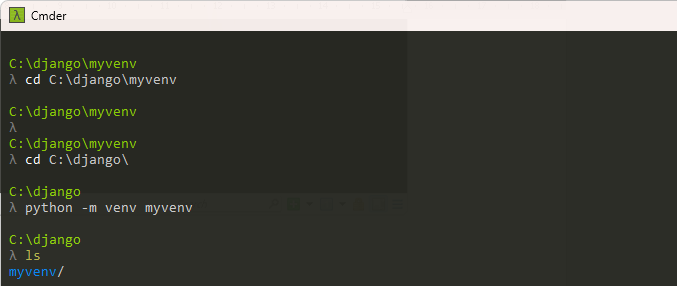 λ Cmder
C:\django\myvenv
λ cd C:\django\myvenv
C:\django\myvenv
λ
C:\django\myvenv
λ cd C:\django\
C:\django
λ python -m venv myvenv
C:\django
λ ls
myvenv/